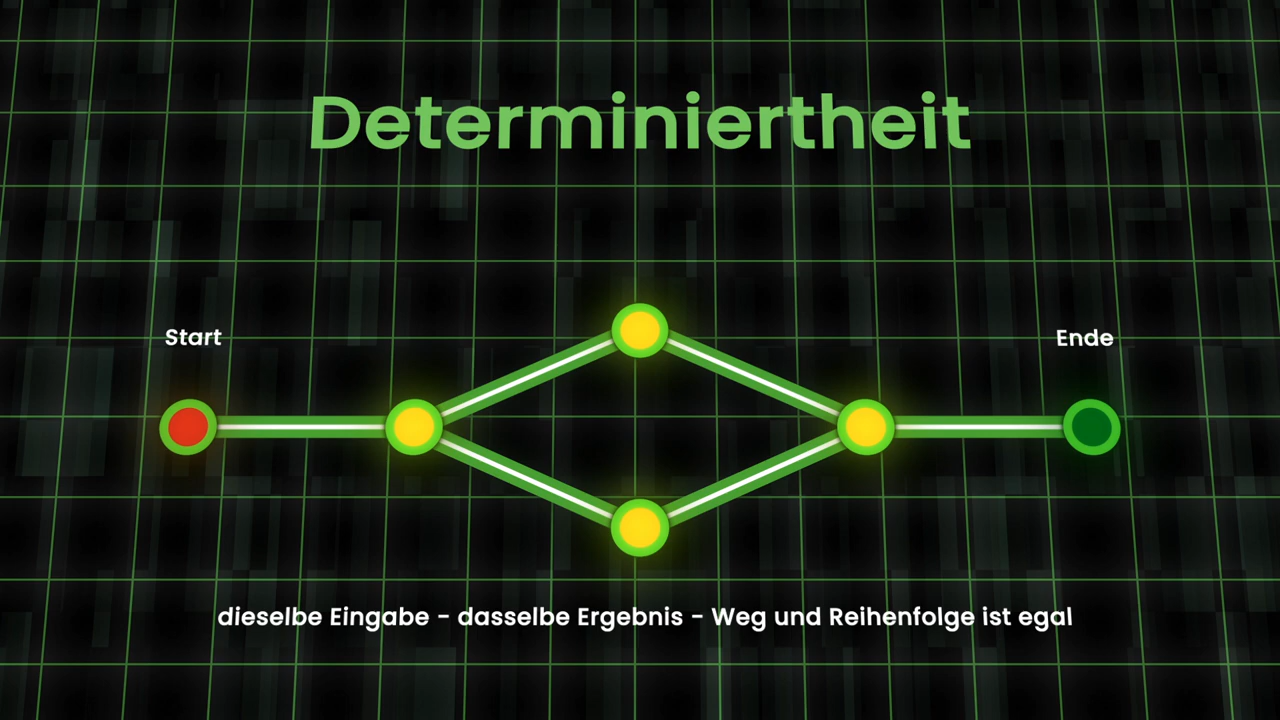 Determiniertheit
Start
Ende
dieselbe Eingabe - dasselbe Ergebnis - Weg und Reihenfolge ist egal